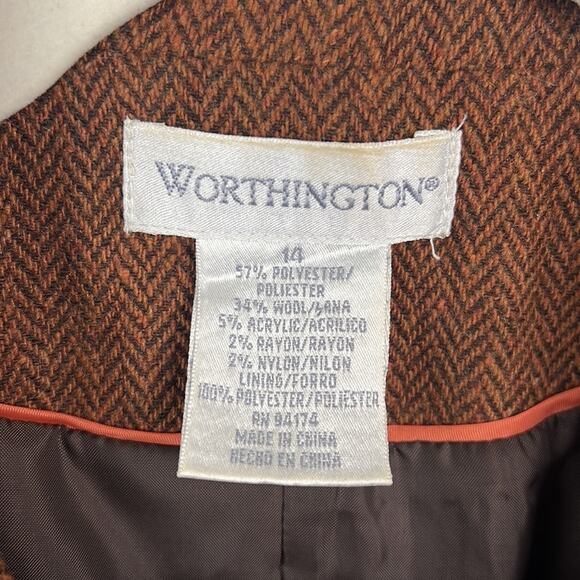 WORTHINGTON®
14
57% POLYESTER/
POLIESTER
34% WOOL/LANA
5% ACRYLIC/ACRILICO
2% RAYON/RAYON
2% NYLON/NILON
LINING/FORRO
100% POLYESTER/POLIESTER
RN 94174
MADE IN CHINA
HECHO EN CHINA